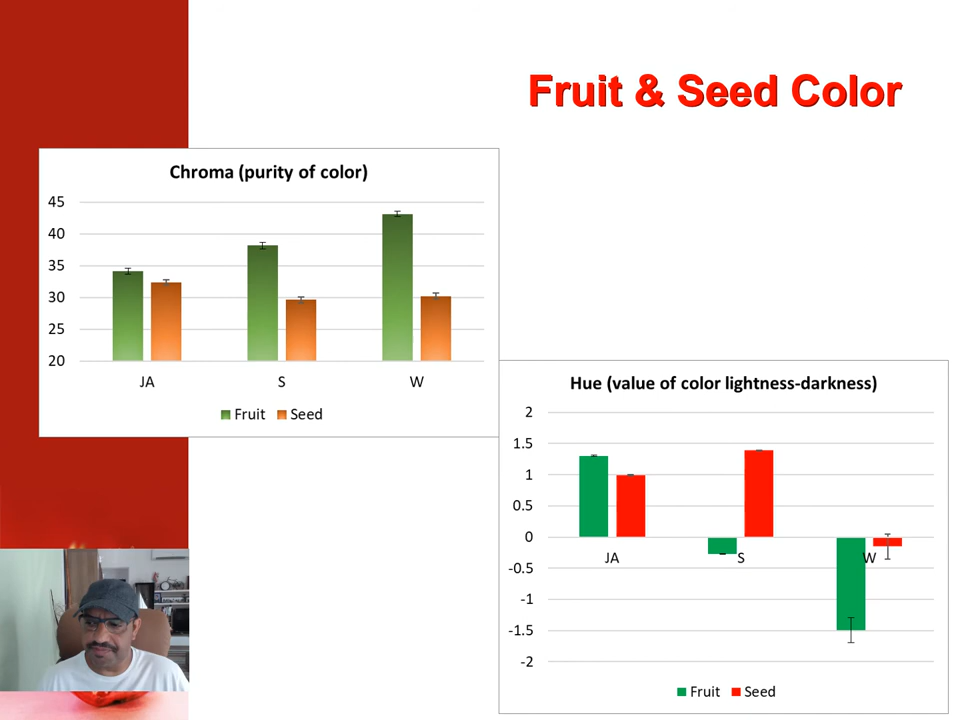 Fruit & Seed Color
Chroma (purity of color)
45
40
35
30
25
20
JA S W
Fruit Seed
Hue (value of color lightness-darkness)
2
1.5
1
0.5
0
-0.5
-1
-1.5
-2
JA S W
Fruit Seed